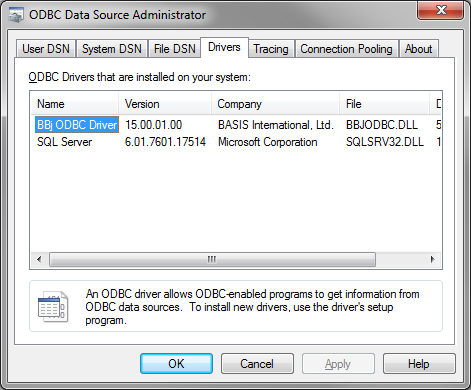 ODBC Data Source Administrator
User DSN System DSN File DSN Drivers Tracing Connection Pooling About
ODBC Drivers that are installed on your system:
Name Version Company File D
BBj ODBC Driver 15.00.01.00 BASIS International, Ltd. BBJODBC.DLL 5
SQL Server 6.01.7601.17514 Microsoft Corporation SQLSRV32.DLL 1
An ODBC driver allows ODBC-enabled programs to get information from
ODBC data sources. To install new drivers, use the driver's setup
program.
OK Cancel Apply Help